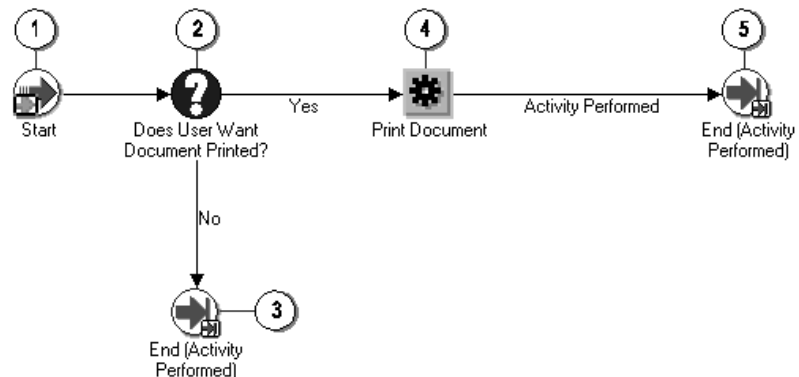 1
2
4
5
Start
Does User Want
Document Printed?
Yes
Print Document
Activity Performed
End (Activity
Performed)
No
3
End (Activity
Performed)